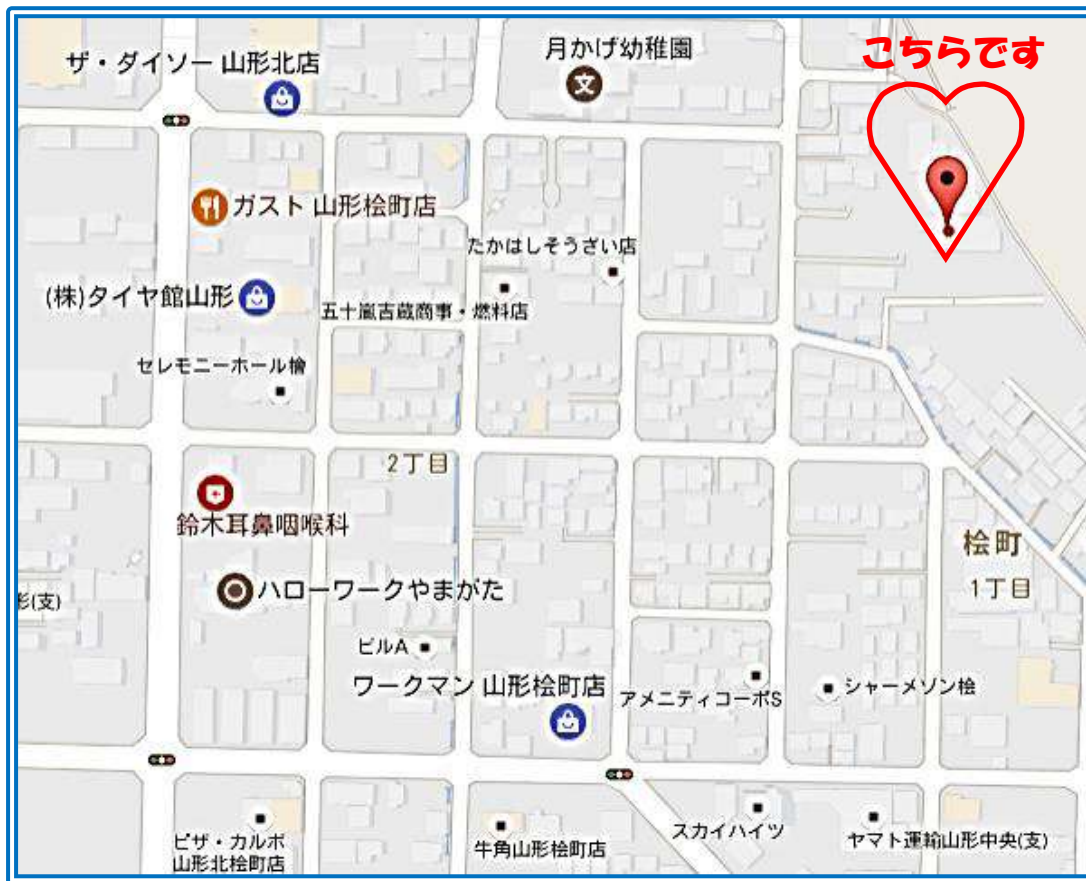 ザ・ダイソー 山形北店
月かげ幼稚園
こちらです
ガスト 山形桧町店
たかはしそうざい店
(株)タイヤ館山形
五十嵐吉蔵商事・燃料店
セレモニーホール檜
2丁目
鈴木耳鼻咽喉科
桧町
1丁目
ハローワークやまがた
形(支)
ビルA
ワークマン 山形桧町店
アメニティコーポS
シャーメゾン桧
スカイハイツ
ピザ・カルボ
山形北桧町店
牛角山形桧町店
ヤマト運輸山形中央(支)